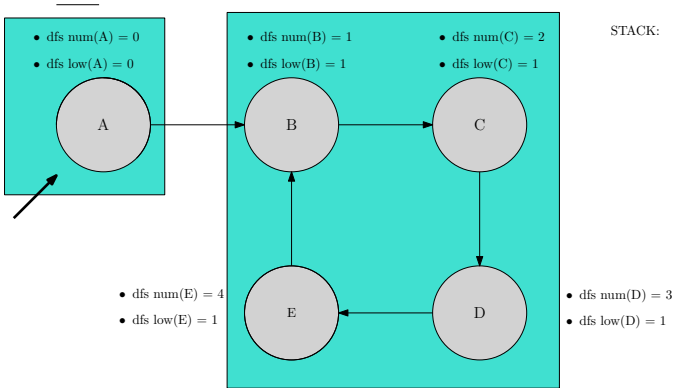 • dfs num(A) = 0
• dfs low(A) = 0
• dfs num(B) = 1
• dfs low(B) = 1
• dfs num(C) = 2
• dfs low(C) = 1
STACK:
A
B
C
• dfs num(E) = 4
• dfs low(E) = 1
E
D
• dfs num(D) = 3
• dfs low(D) = 1